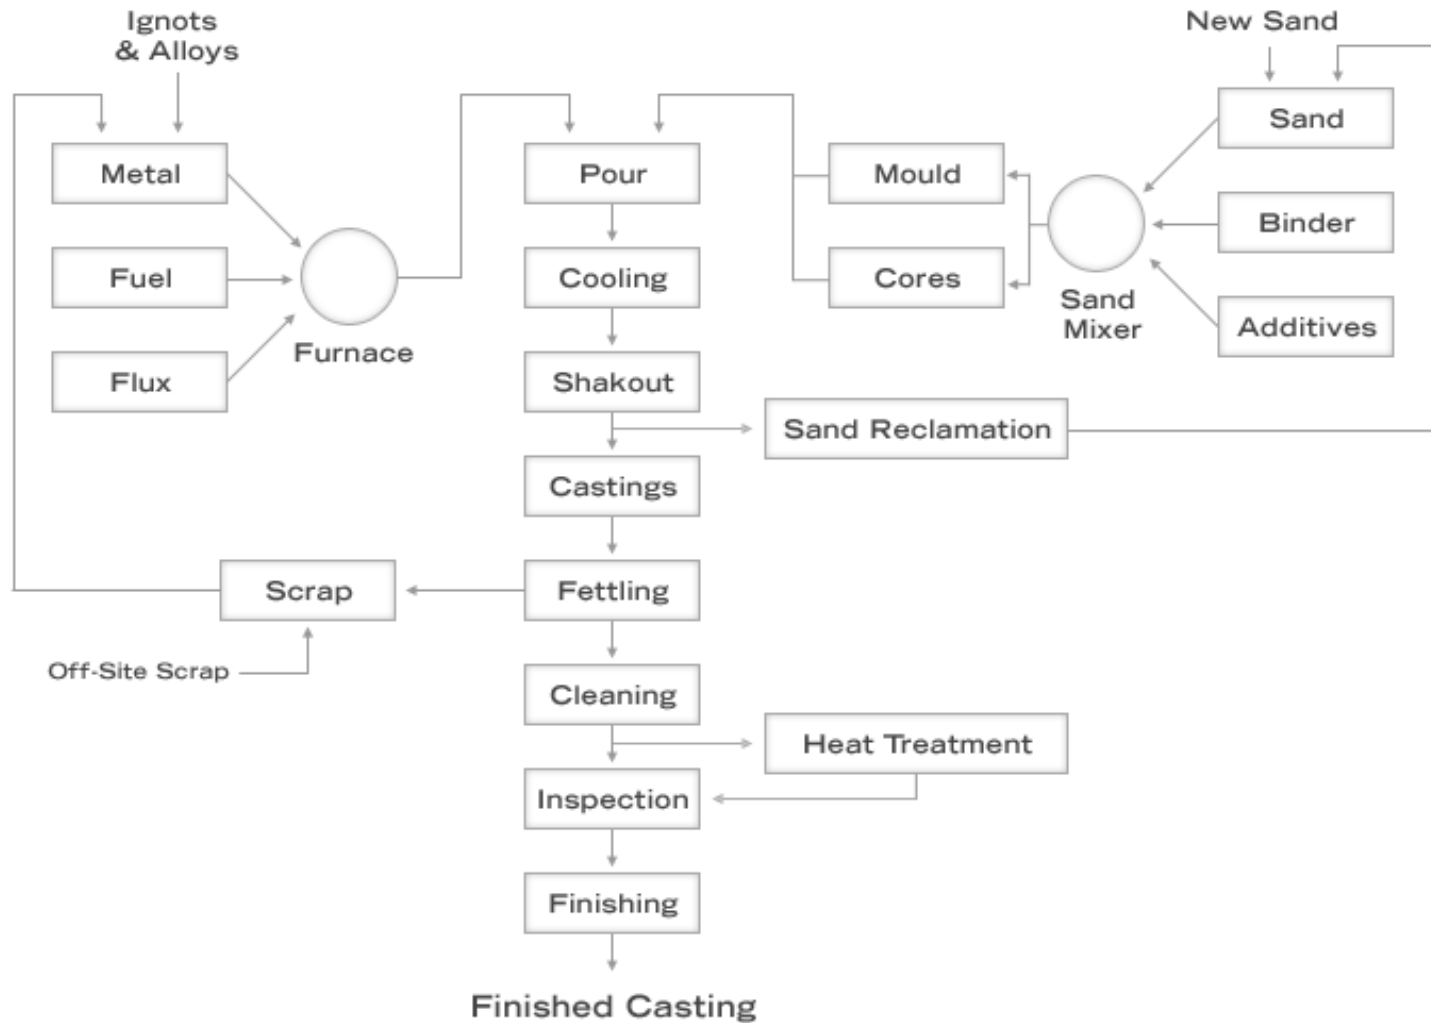 Ignots
& Alloys
New Sand
Metal
Pour
Mould
Sand
Fuel
Cooling
Cores
Binder
Furnace
Sand
Mixer
Additives
Flux
Shakout
Sand Reclamation
Castings
Scrap
Fettling
Off-Site Scrap
Cleaning
Heat Treatment
Inspection
Finishing
Finished Casting